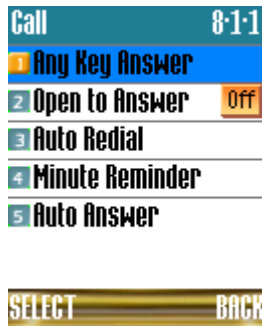 Call 8·1·1
1 Any Key Answer
2 Open to Answer Off
3 Auto Redial
4 Minute Reminder
5 Auto Answer
SELECT BACK